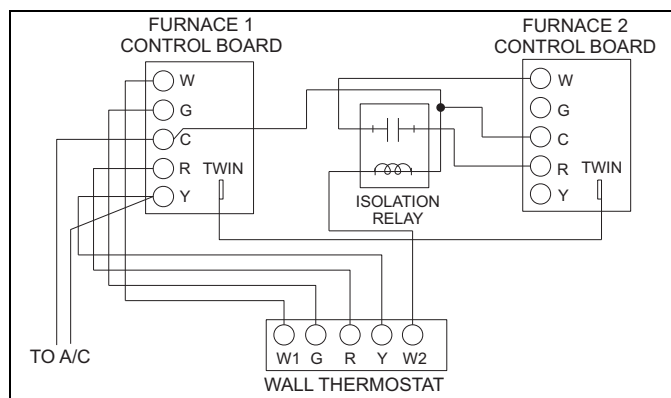 FURNACE 1
CONTROL BOARD
FURNACE 2
CONTROL BOARD
W
G
C
R
Y
TWIN
ISOLATION
RELAY
W
G
C
R
Y
TWIN
TO A/C
W1 G R Y W2
WALL THERMOSTAT